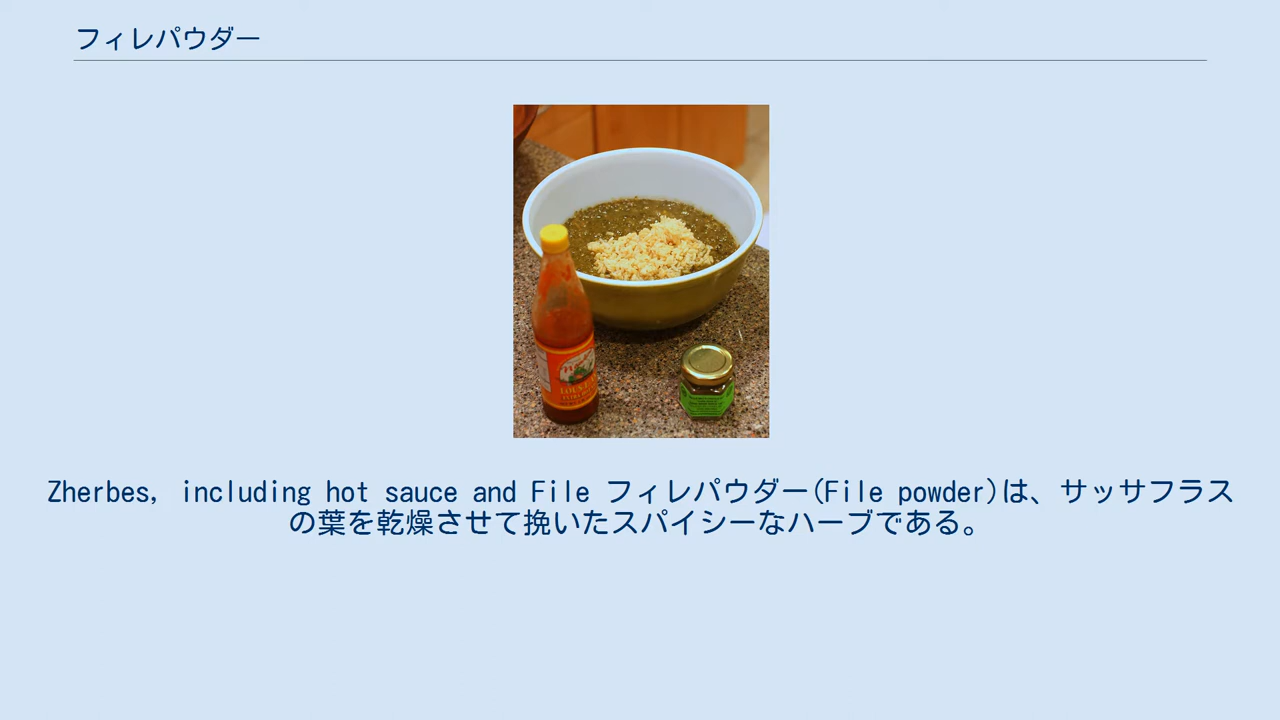 フィレパウダー
Zherbes, including hot sauce and File フィレパウダー(File powder)は、サッサフラス
の葉を乾燥させて挽いたスパイシーなハーブである。